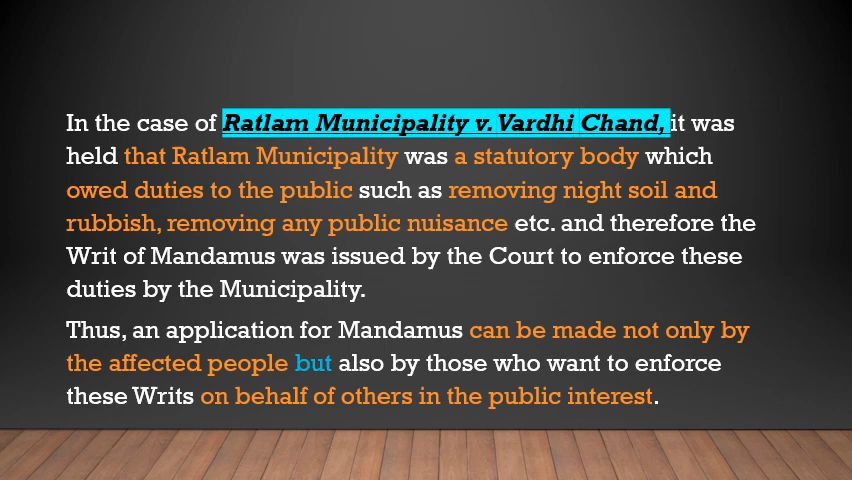 In the case of Ratlam Municipality v. Vardhi Chand, it was
held that Ratlam Municipality was a statutory body which
owed duties to the public such as removing night soil and
rubbish, removing any public nuisance etc. and therefore the
Writ of Mandamus was issued by the Court to enforce these
duties by the Municipality.
Thus, an application for Mandamus can be made not only by
the affected people but also by those who want to enforce
these Writs on behalf of others in the public interest.